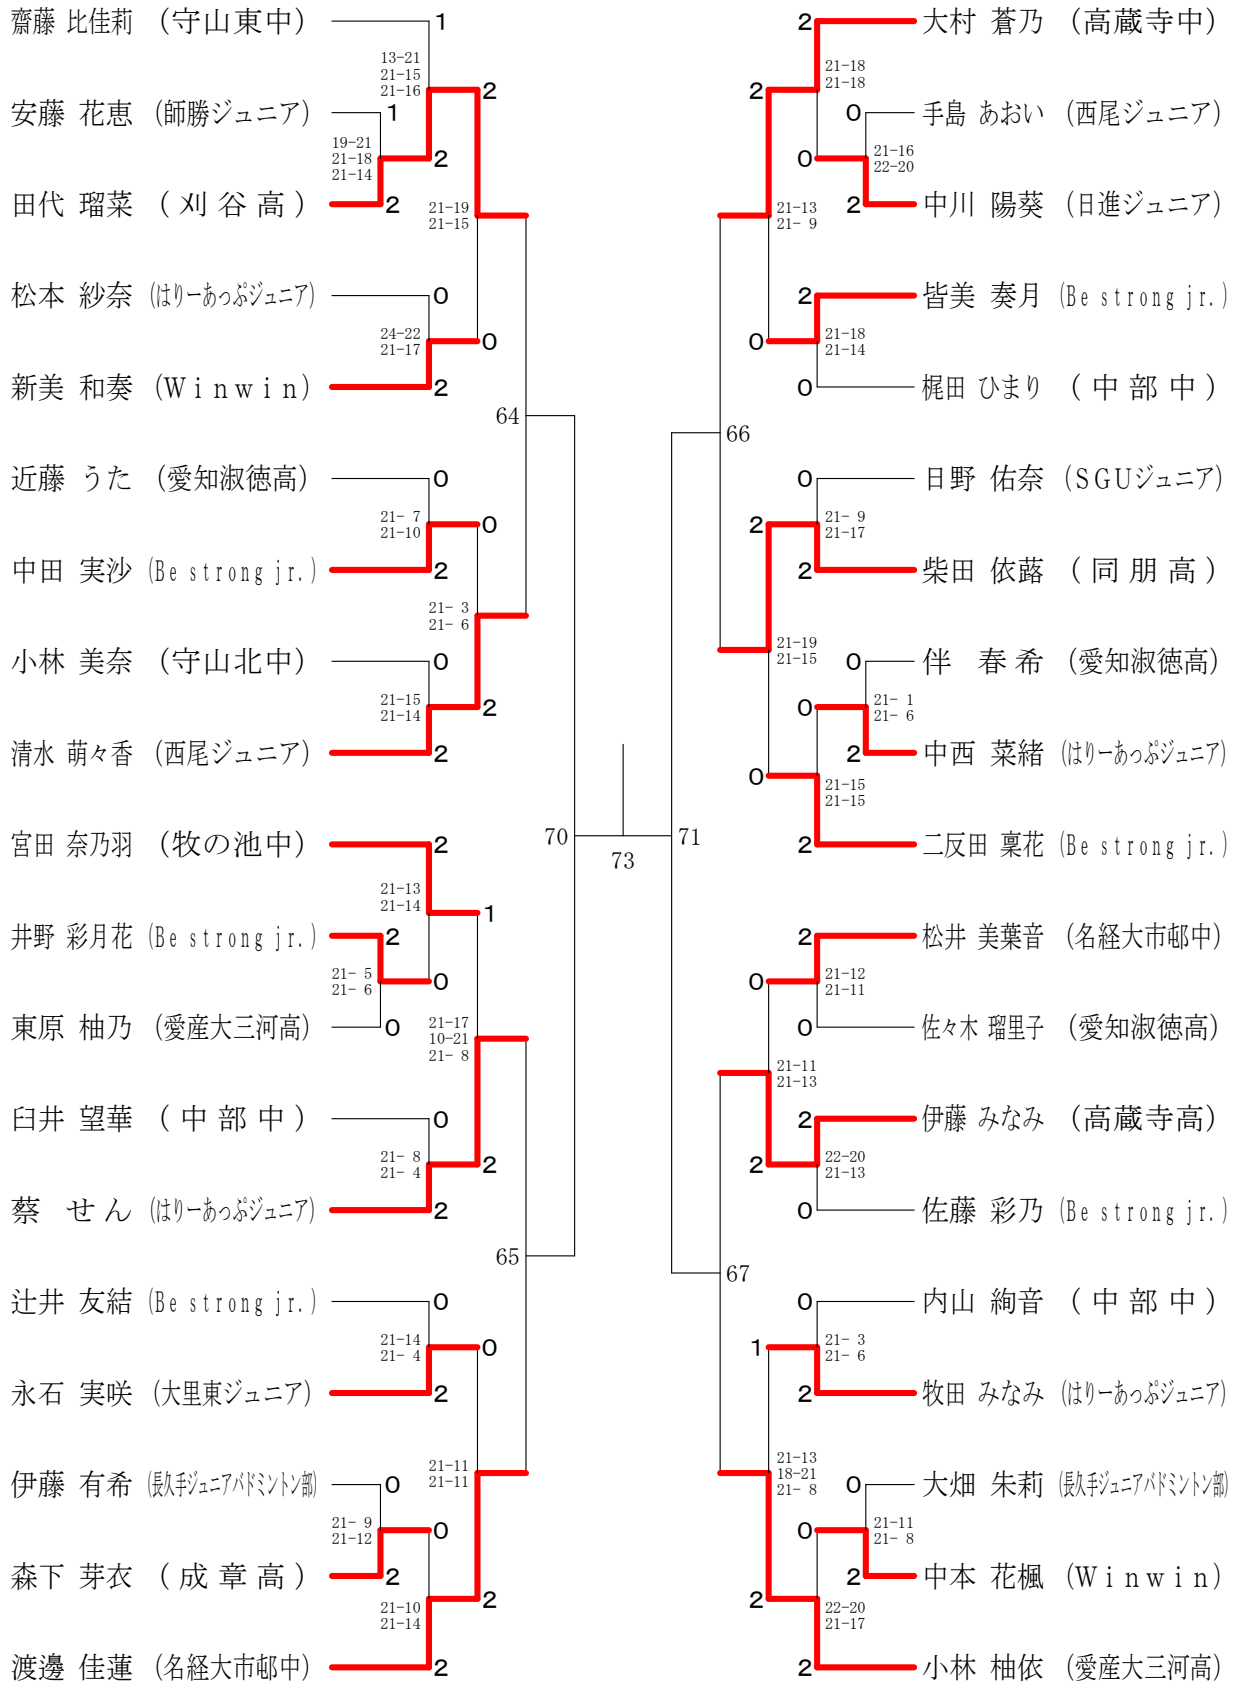 齋藤 比佳莉 (守山東中) 1
13-21
21-15
21-16
2
安藤 花恵 (師勝ジュニア) 1
19-21
21-18
21-14
2
田代 瑠菜 (刈谷高) 2
21-19
21-15
松本 紗奈 (はりーあっぷジュニア) 0
24-22
21-17
0
新美 和奏 (Winwin) 2
64
近藤 うた (愛知淑徳高) 0
21- 7
21-10
0
中田 実沙 (Be strong jr.) 2
21- 3
21- 6
小林 美奈 (守山北中) 0
21-15
21-14
2
清水 萌々香 (西尾ジュニア) 2
70
宮田 奈乃羽 (牧の池中) 2
21-13
21-14
1
井野 彩月花 (Be strong jr.) 2
21- 5
21- 6
0
東原 柚乃 (愛産大三河高) 0
21-17
10-21
21- 8
臼井 望華 (中部中) 0
21- 8
21- 4
2
蔡 せん (はりーあっぷジュニア) 2
65
辻井 友結 (Be strong jr.) 0
21-14
21- 4
0
永石 実咲 (大里東ジュニア) 2
21-11
21-11
伊藤 有希 (長久手ジュニアバドミントン部) 0
21- 9
21-12
0
森下 芽衣 (成章高) 2
21-10
21-14
2
渡邊 佳蓮 (名経大市邨中) 2
73
2 大村 蒼乃 (高蔵寺中)
21-18
21-18
2
0 手島 あおい (西尾ジュニア)
21-16
22-20
0
2 中川 陽葵 (日進ジュニア)
21-13
21- 9
2 皆美 奏月 (Be strong jr.)
21-18
21-14
0
0 梶田 ひまり (中部中)
66
0 日野 佑奈 (SGUジュニア)
21- 9
21-17
2
2 柴田 依蕗 (同朋高)
21-19
21-15
0 伴 春希 (愛知淑徳高)
21- 1
21- 6
0
2 中西 菜緒 (はりーあっぷジュニア)
21-15
21-15
0
2 二反田 稟花 (Be strong jr.)
71
2 松井 美葉音 (名経大市邨中)
21-12
21-11
0
0 佐々木 瑠里子 (愛知淑徳高)
21-11
21-13
2 伊藤 みなみ (高蔵寺高)
22-20
21-13
2
0 佐藤 彩乃 (Be strong jr.)
67
0 内山 絢音 (中部中)
21- 3
21- 6
1
2 牧田 みなみ (はりーあっぷジュニア)
21-13
18-21
21- 8
0 大畑 朱莉 (長久手ジュニアバドミントン部)
21-11
21- 8
0
2 中本 花楓 (Winwin)
22-20
21-17
2
2 小林 柚依 (愛産大三河高)